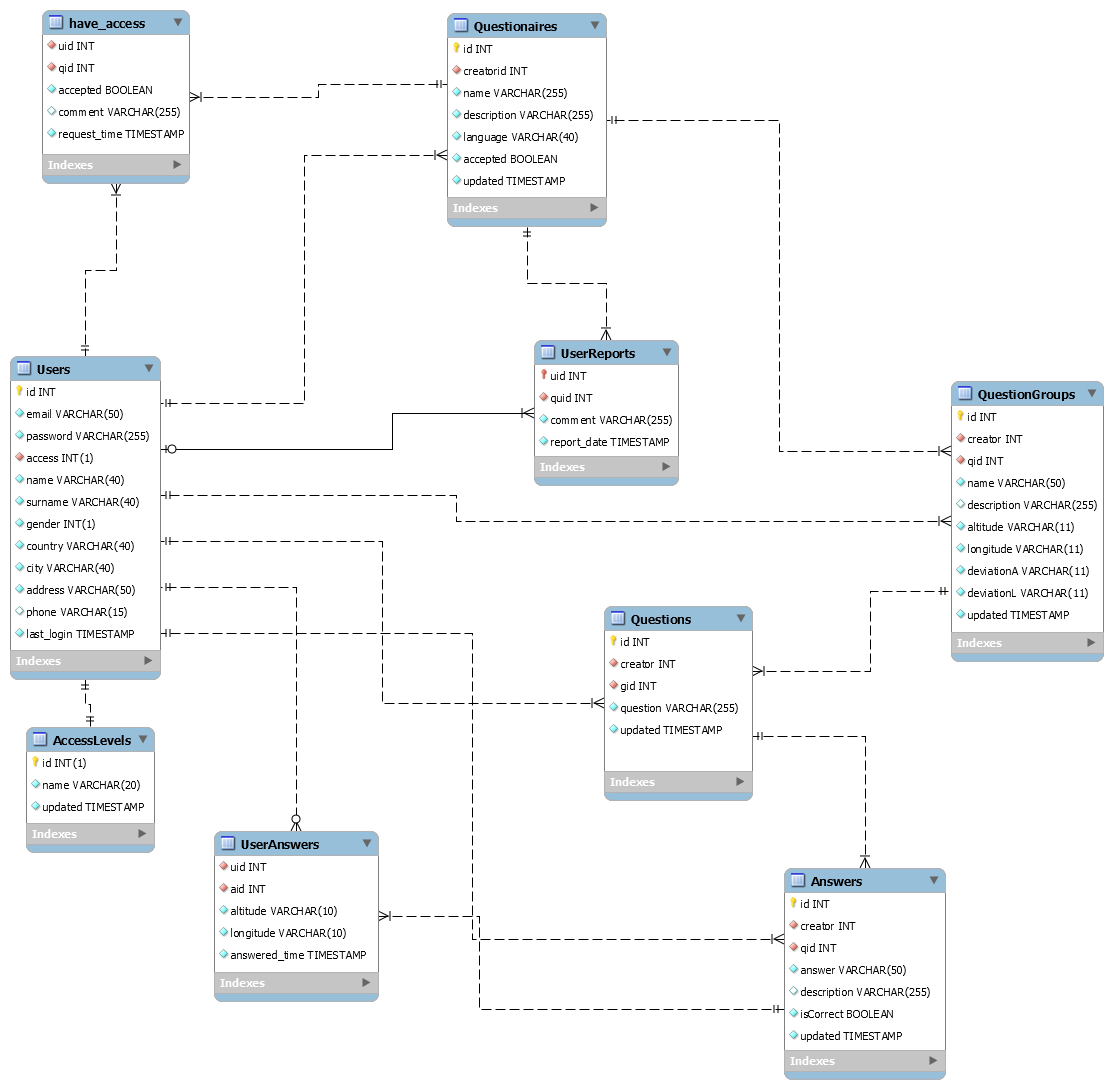 have_access
uid INT
qid INT
accepted BOOLEAN
comment VARCHAR(255)
request_time TIMESTAMP
Indexes
Questionaires
id INT
creatorid INT
name VARCHAR(255)
description VARCHAR(255)
language VARCHAR(40)
accepted BOOLEAN
updated TIMESTAMP
Indexes
Users
id INT
email VARCHAR(50)
password VARCHAR(255)
access INT(1)
name VARCHAR(40)
surname VARCHAR(40)
gender INT(1)
country VARCHAR(40)
city VARCHAR(40)
address VARCHAR(50)
phone VARCHAR(15)
last_login TIMESTAMP
Indexes
UserReports
uid INT
quid INT
comment VARCHAR(255)
report_date TIMESTAMP
Indexes
QuestionGroups
id INT
creator INT
qid INT
name VARCHAR(50)
description VARCHAR(255)
altitude VARCHAR(11)
longitude VARCHAR(11)
deviationA VARCHAR(11)
deviationL VARCHAR(11)
updated TIMESTAMP
Indexes
Questions
id INT
creator INT
gid INT
question VARCHAR(255)
updated TIMESTAMP
Indexes
AccessLevels
id INT(1)
name VARCHAR(20)
updated TIMESTAMP
Indexes
UserAnswers
uid INT
aid INT
altitude VARCHAR(10)
longitude VARCHAR(10)
answered_time TIMESTAMP
Indexes
Answers
id INT
creator INT
qid INT
answer VARCHAR(50)
description VARCHAR(255)
isCorrect BOOLEAN
updated TIMESTAMP
Indexes